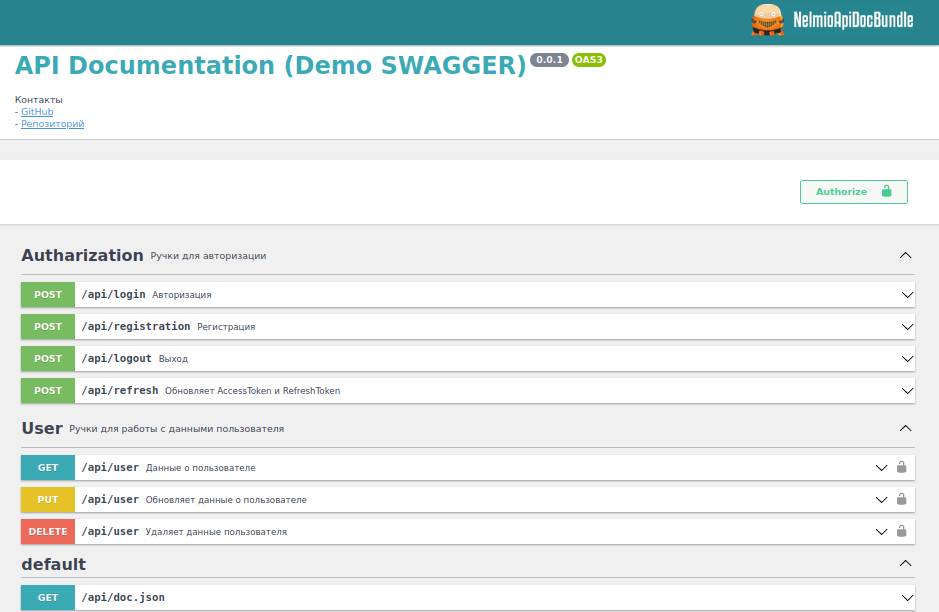 NelmioApiDocBundle
API Documentation (Demo SWAGGER) 0.0.1 OAS3
Контакты
- GitHub
- Репозиторий
Authorize
Autharization Ручки для авторизации
POST /api/login Авторизация
POST /api/registration Регистрация
POST /api/logout Выход
POST /api/refresh Обновляет AccessToken и RefreshToken
User Ручки для работы с данными пользователя
GET /api/user Данные о пользователе
PUT /api/user Обновляет данные о пользователе
DELETE /api/user Удаляет данные пользователя
default
GET /api/doc.json